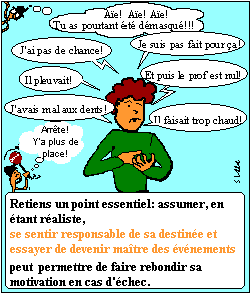 Aïe! Aïe! Aïe!
Tu as pourtant été démasqué!!!
J'ai pas de chance!
Je suis pas fait pour ça!
Il pleuvait!
Et puis le prof est nul!
J'avais mal aux dents!
Il faisait trop chaud!
Arrête!
Y'a plus de
place!
Retiens un point essentiel: assumer, en
étant réaliste,
se sentir responsable de sa destinée et
essayer de devenir maître des événements
peut permettre de faire rebondir sa
motivation en cas d'échec.